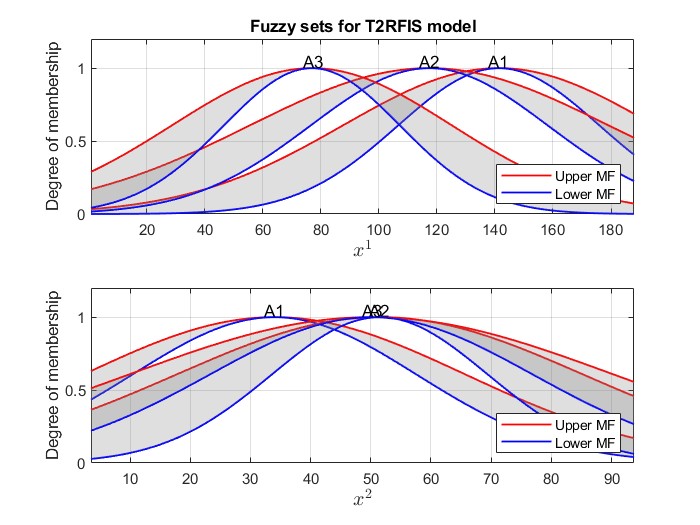 Fuzzy sets for T2RFIS model
A3 A2 A1
Degree of membership
1
0.5
0
Upper MF
Lower MF
20 40 60 80 100 120 140 160 180
x¹
A1 A3 A2
Degree of membership
1
0.5
0
Upper MF
Lower MF
10 20 30 40 50 60 70 80 90
x²